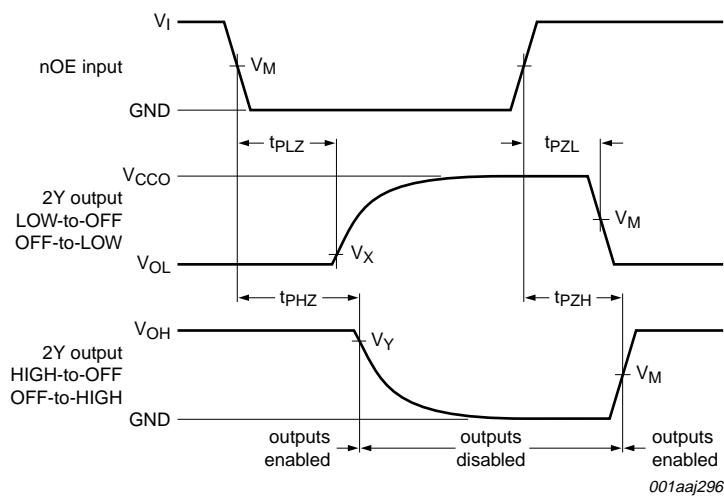 VI
nOE input
VM
GND
tPLZ
tPZL
VCCO
2Y output
LOW-to-OFF
OFF-to-LOW
VM
VX
VOL
tPHZ
tPZH
VOH
2Y output
HIGH-to-OFF
OFF-to-HIGH
VY
VM
GND
outputs
enabled
outputs
disabled
outputs
enabled
001aaj296